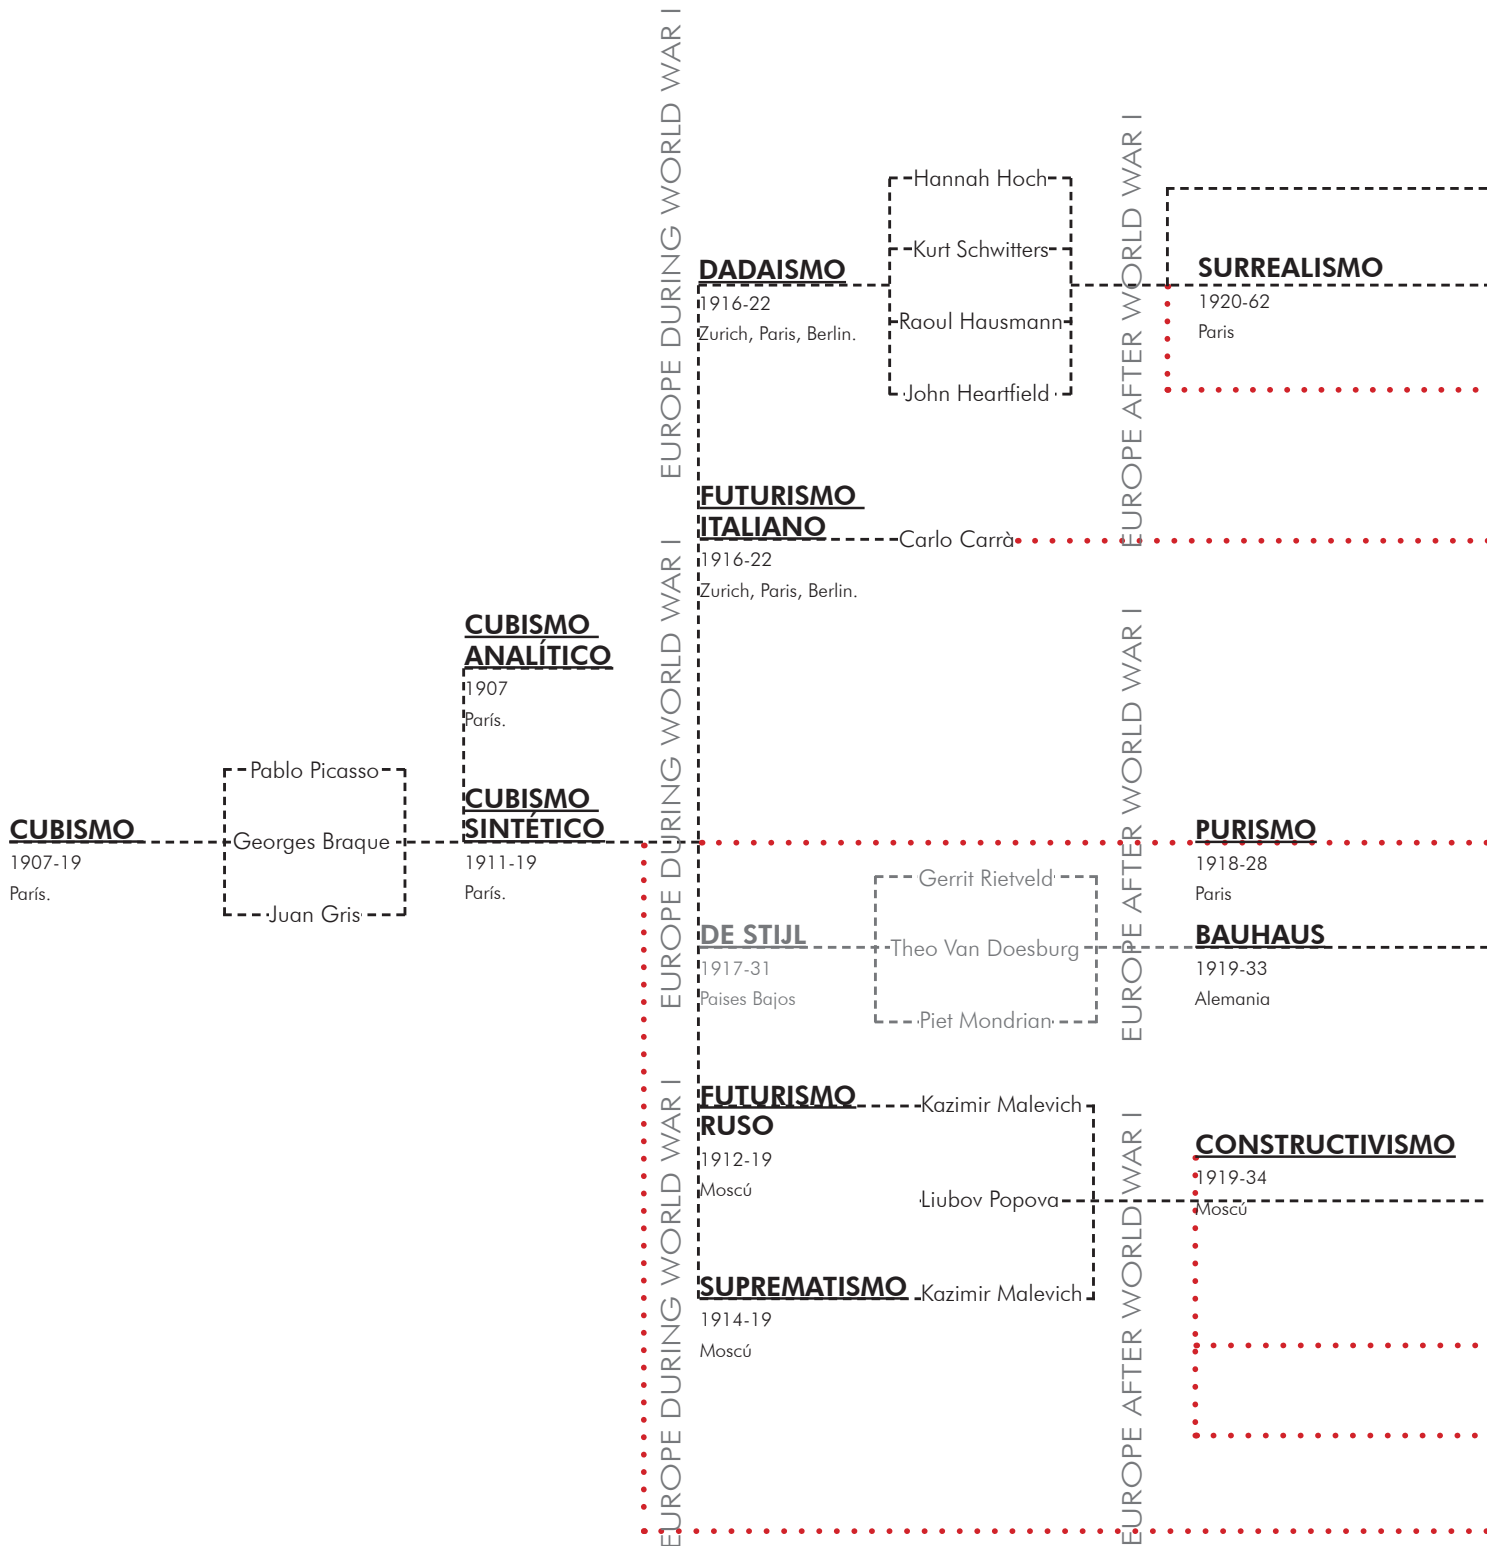 CUBISMO
1907-19
París.
Pablo Picasso
Georges Braque
Juan Gris
CUBISMO
ANALÍTICO
1907
París.
CUBISMO
SINTÉTICO
1911-19
París.
EUROPE DURING WORLD WAR I
EUROPE DURING WORLD WAR I
EUROPE DURING WORLD WAR I
DADAISMO
1916-22
Zurich, Paris, Berlin.
Hannah Hoch
Kurt Schwitters
Raoul Hausmann
John Heartfield
FUTURISMO
ITALIANO
1916-22
Zurich, Paris, Berlin.
Carlo Carrà
DE STIJL
1917-31
Paises Bajos
Gerrit Rietveld
Theo Van Doesburg
Piet Mondrian
FUTURISMO
RUSO
1912-19
Moscú
Kazimir Malevich
Liubov Popova
SUPREMATISMO
1914-19
Moscú
Kazimir Malevich
EUROPE AFTER WORLD WAR I
EUROPE AFTER WORLD WAR I
EUROPE AFTER WORLD WAR I
SURREALISMO
1920-62
Paris
PURISMO
1918-28
Paris
BAUHAUS
1919-33
Alemania
CONSTRUCTIVISMO
1919-34
Moscú